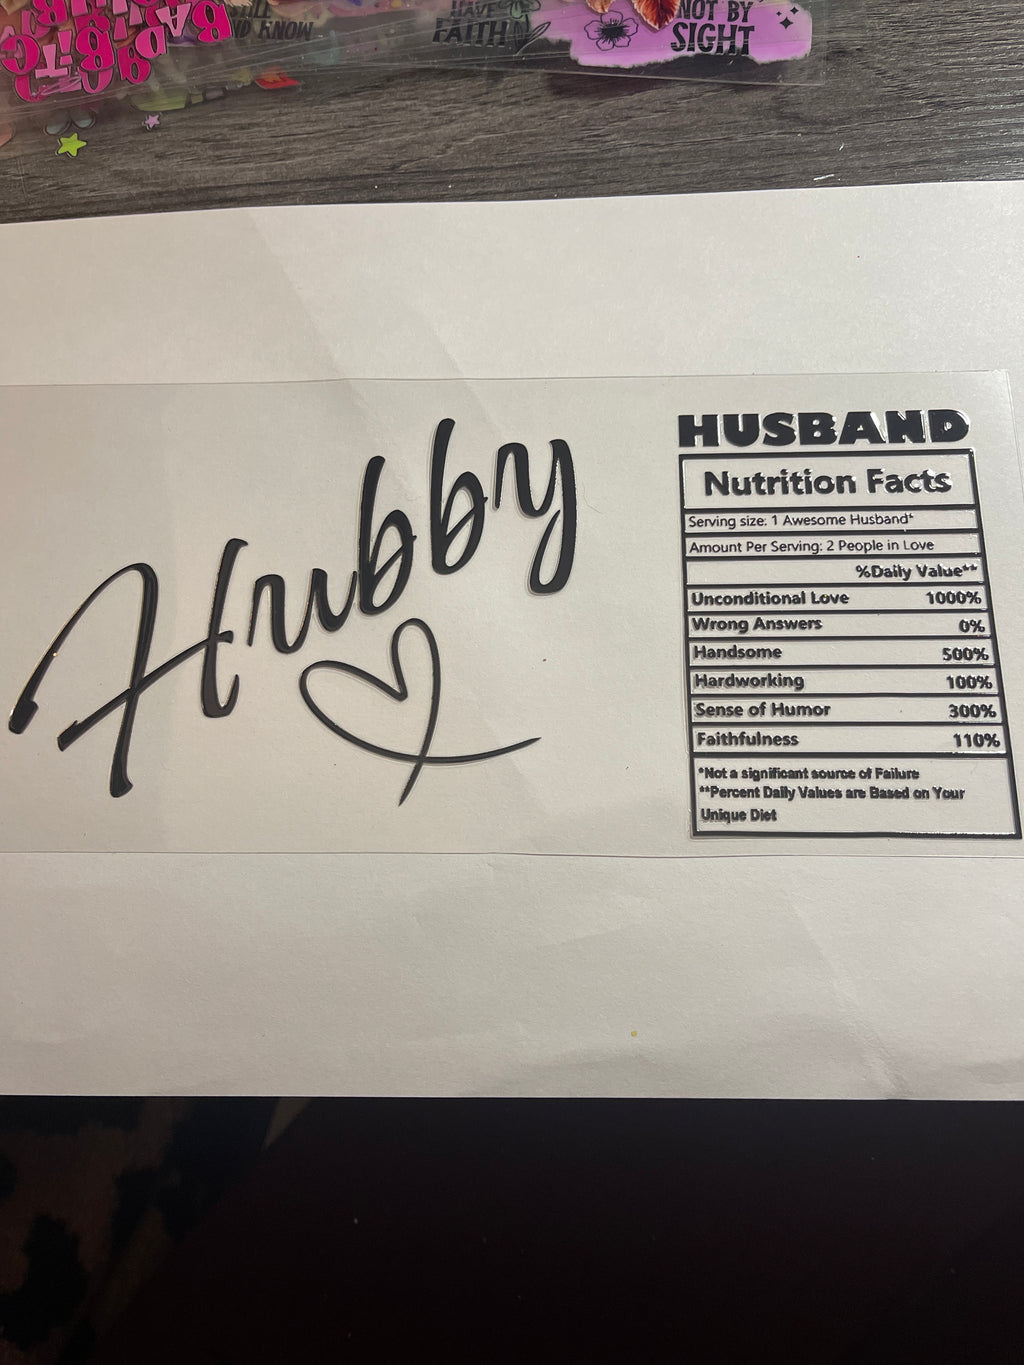 HAVE
FAITH
NOT BY
SIGHT
Hubby
HUSBAND
Nutrition Facts
Serving size: 1 Awesome Husband*
Amount Per Serving: 2 People in Love
%Daily Value**
Unconditional Love 1000%
Wrong Answers 0%
Handsome 500%
Hardworking 100%
Sense of Humor 300%
Faithfulness 110%
*Not a significant source of Failure
**Percent Daily Values are Based on Your
Unique Diet